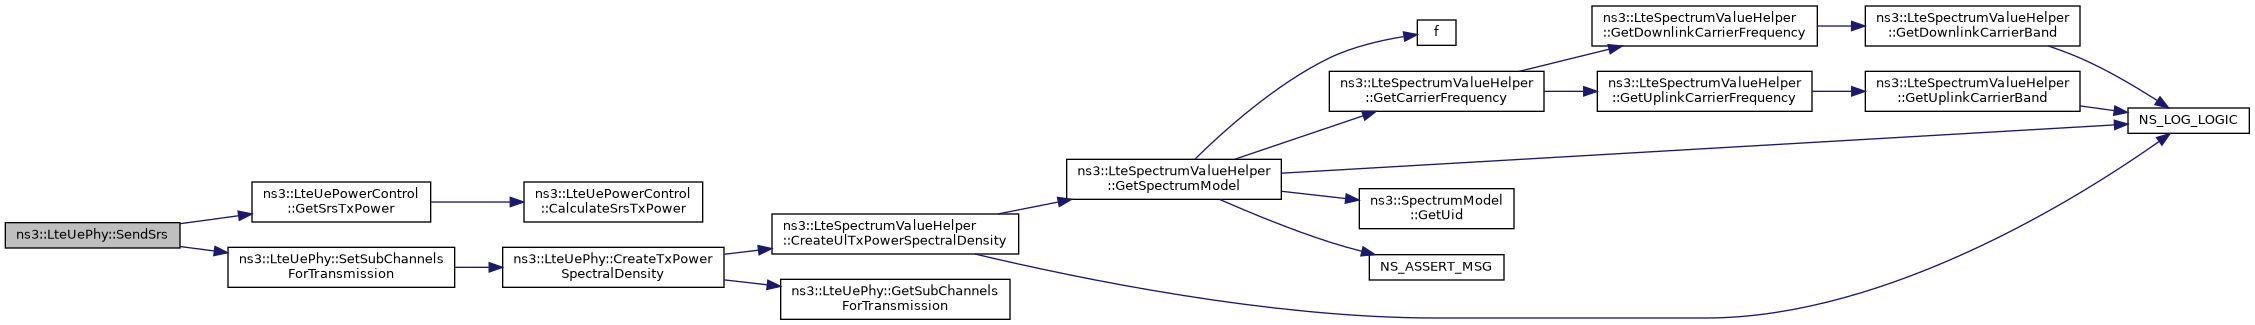 ns3::LteUePhy::SendSrs
ns3::LteUePowerControl
::GetSrsTxPower
ns3::LteUePhy::SetSubChannels
ForTransmission
ns3::LteUePowerControl
::CalculateSrsTxPower
ns3::LteUePhy::CreateTxPower
SpectralDensity
ns3::LteSpectrumValueHelper
::CreateUlTxPowerSpectralDensity
ns3::LteUePhy::GetSubChannels
ForTransmission
ns3::LteSpectrumValueHelper
::GetSpectrumModel
f
ns3::LteSpectrumValueHelper
::GetCarrierFrequency
ns3::SpectrumModel
::GetUid
NS_ASSERT_MSG
ns3::LteSpectrumValueHelper
::GetDownlinkCarrierFrequency
ns3::LteSpectrumValueHelper
::GetUplinkCarrierFrequency
ns3::LteSpectrumValueHelper
::GetDownlinkCarrierBand
ns3::LteSpectrumValueHelper
::GetUplinkCarrierBand
NS_LOG_LOGIC